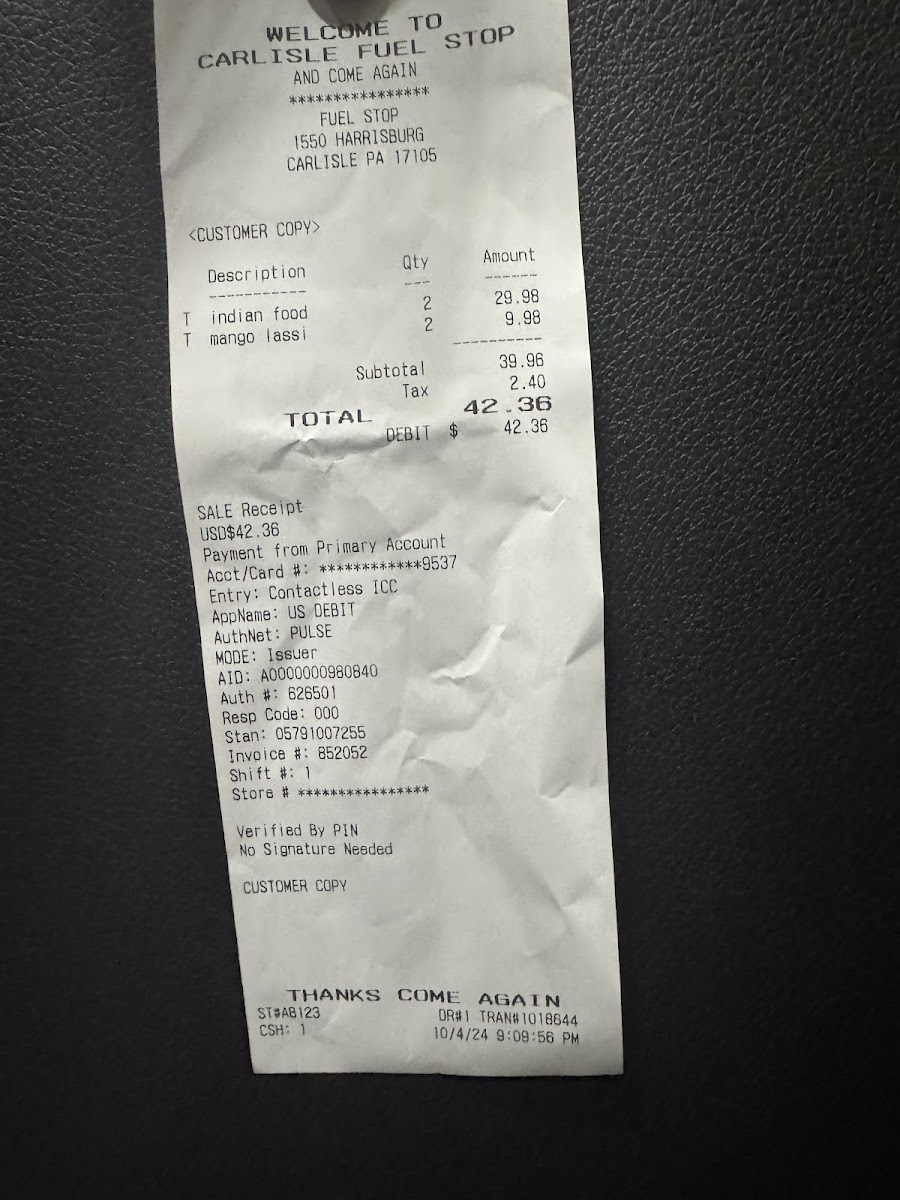 WELCOME TO
CARLISLE FUEL STOP
AND COME AGAIN
****************
FUEL STOP
1550 HARRISBURG
CARLISLE PA 17105
<CUSTOMER COPY>
Description Qty Amount
----------- --- ------
T indian food 2 29.98
T mango lassi 2 9.98
----------
Subtotal 39.96
Tax 2.40
TOTAL 42.36
DEBIT $ 42.36
SALE Receipt
USD$42.36
Payment from Primary Account
Acct/Card #: ************9537
Entry: Contactless ICC
AppName: US DEBIT
AuthNet: PULSE
MODE: Issuer
AID: A0000000980840
Auth #: 626501
Resp Code: 000
Stan: 05791007255
Invoice #: 852052
Shift #: 1
Store # ****************
Verified By PIN
No Signature Needed
CUSTOMER COPY
THANKS COME AGAIN
ST#AB123 DR#1 TRAN#1018644
CSH: 1 10/4/24 9:09:56 PM